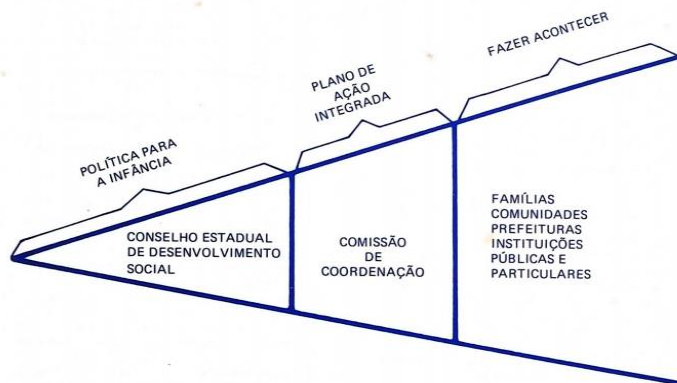 POLÍTICA PARA
A INFÂNCIA
PLANO DE
AÇÃO
INTEGRADA
FAZER ACONTECER
CONSELHO ESTADUAL
DE DESENVOLVIMENTO
SOCIAL
COMISSÃO
DE
COORDENAÇÃO
FAMÍLIAS
COMUNIDADES
PREFEITURAS
INSTITUIÇÕES
PÚBLICAS E
PARTICULARES